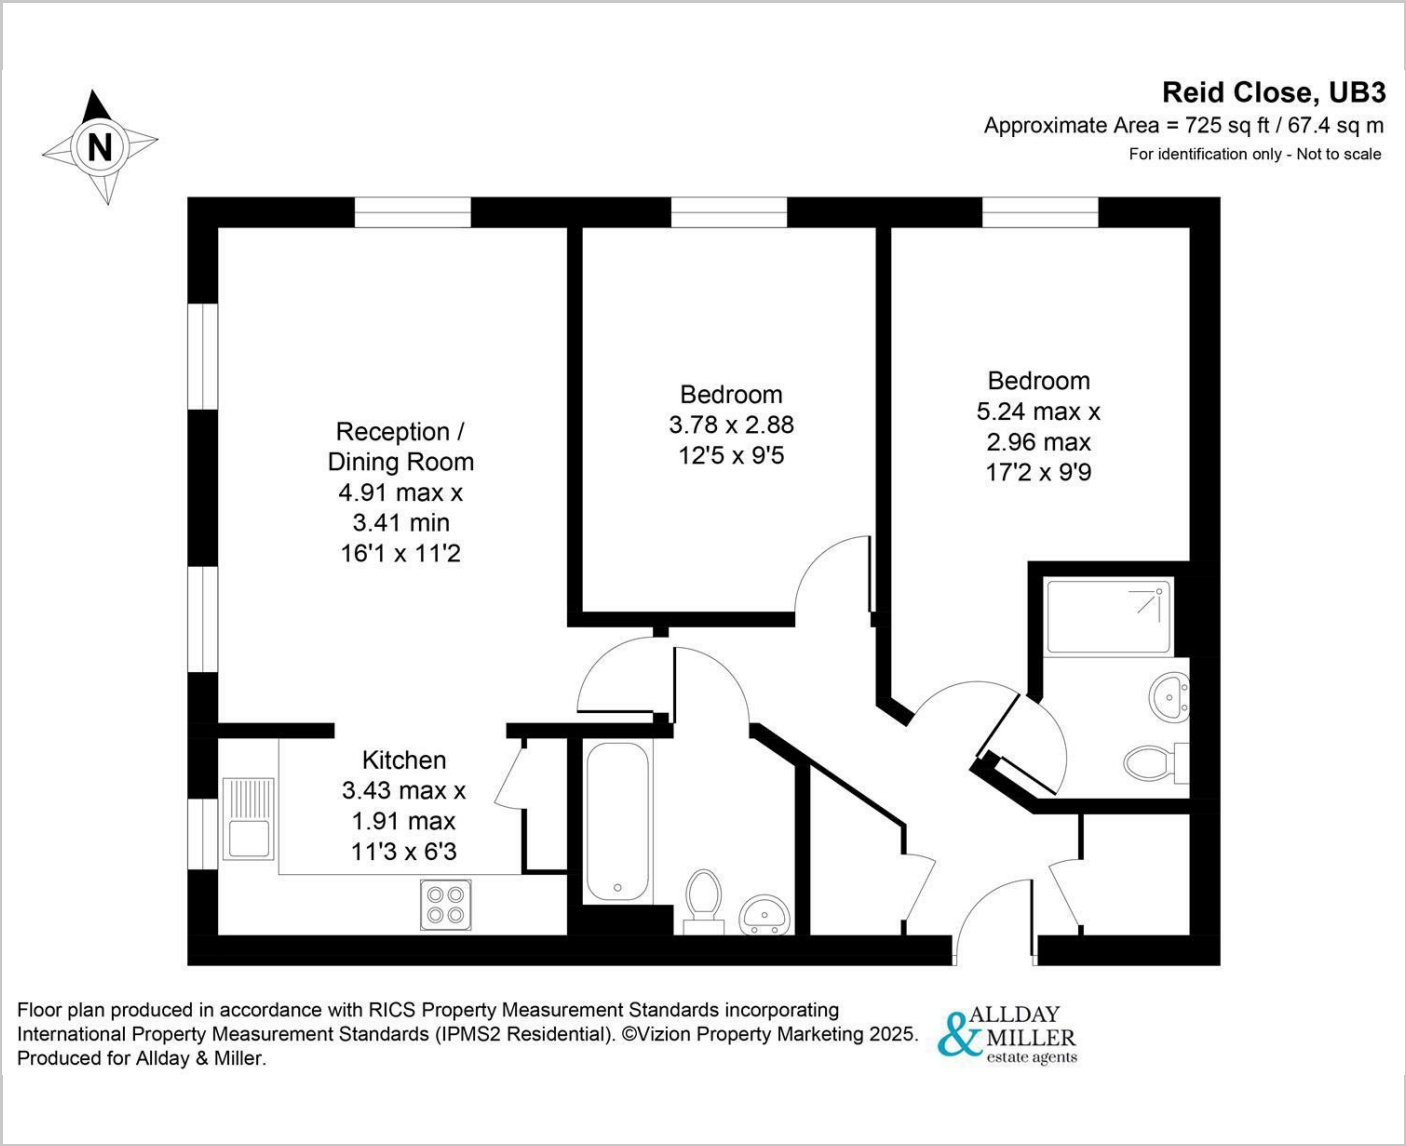 N
Reid Close, UB3
Approximate Area = 725 sq ft / 67.4 sq m
For identification only - Not to scale
Reception /
Dining Room
4.91 max x
3.41 min
16'1 x 11'2
Bedroom
3.78 x 2.88
12'5 x 9'5
Bedroom
5.24 max x
2.96 max
17'2 x 9'9
Kitchen
3.43 max x
1.91 max
11'3 x 6'3
Floor plan produced in accordance with RICS Property Measurement Standards incorporating
International Property Measurement Standards (IPMS2 Residential). ©Vizion Property Marketing 2025.
Produced for Allday & Miller.
ALLDAY
& MILLER
estate agents